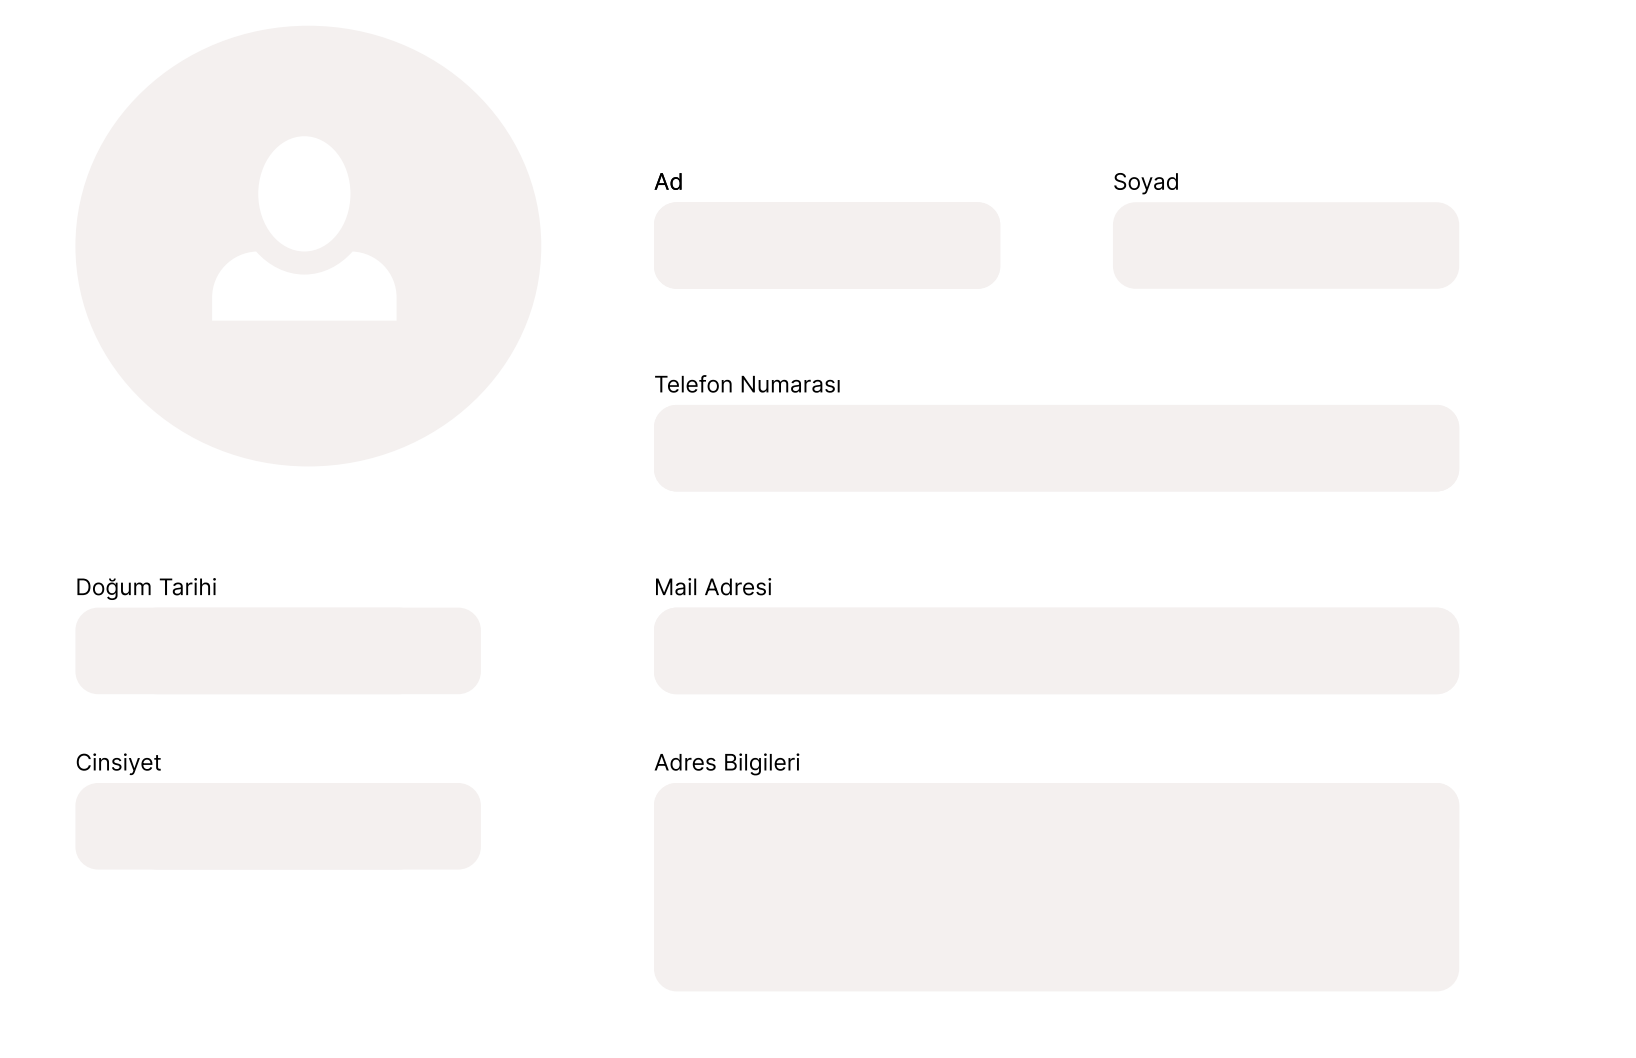 Ad
Soyad
Telefon Numarası
Doğum Tarihi
Mail Adresi
Cinsiyet
Adres Bilgileri